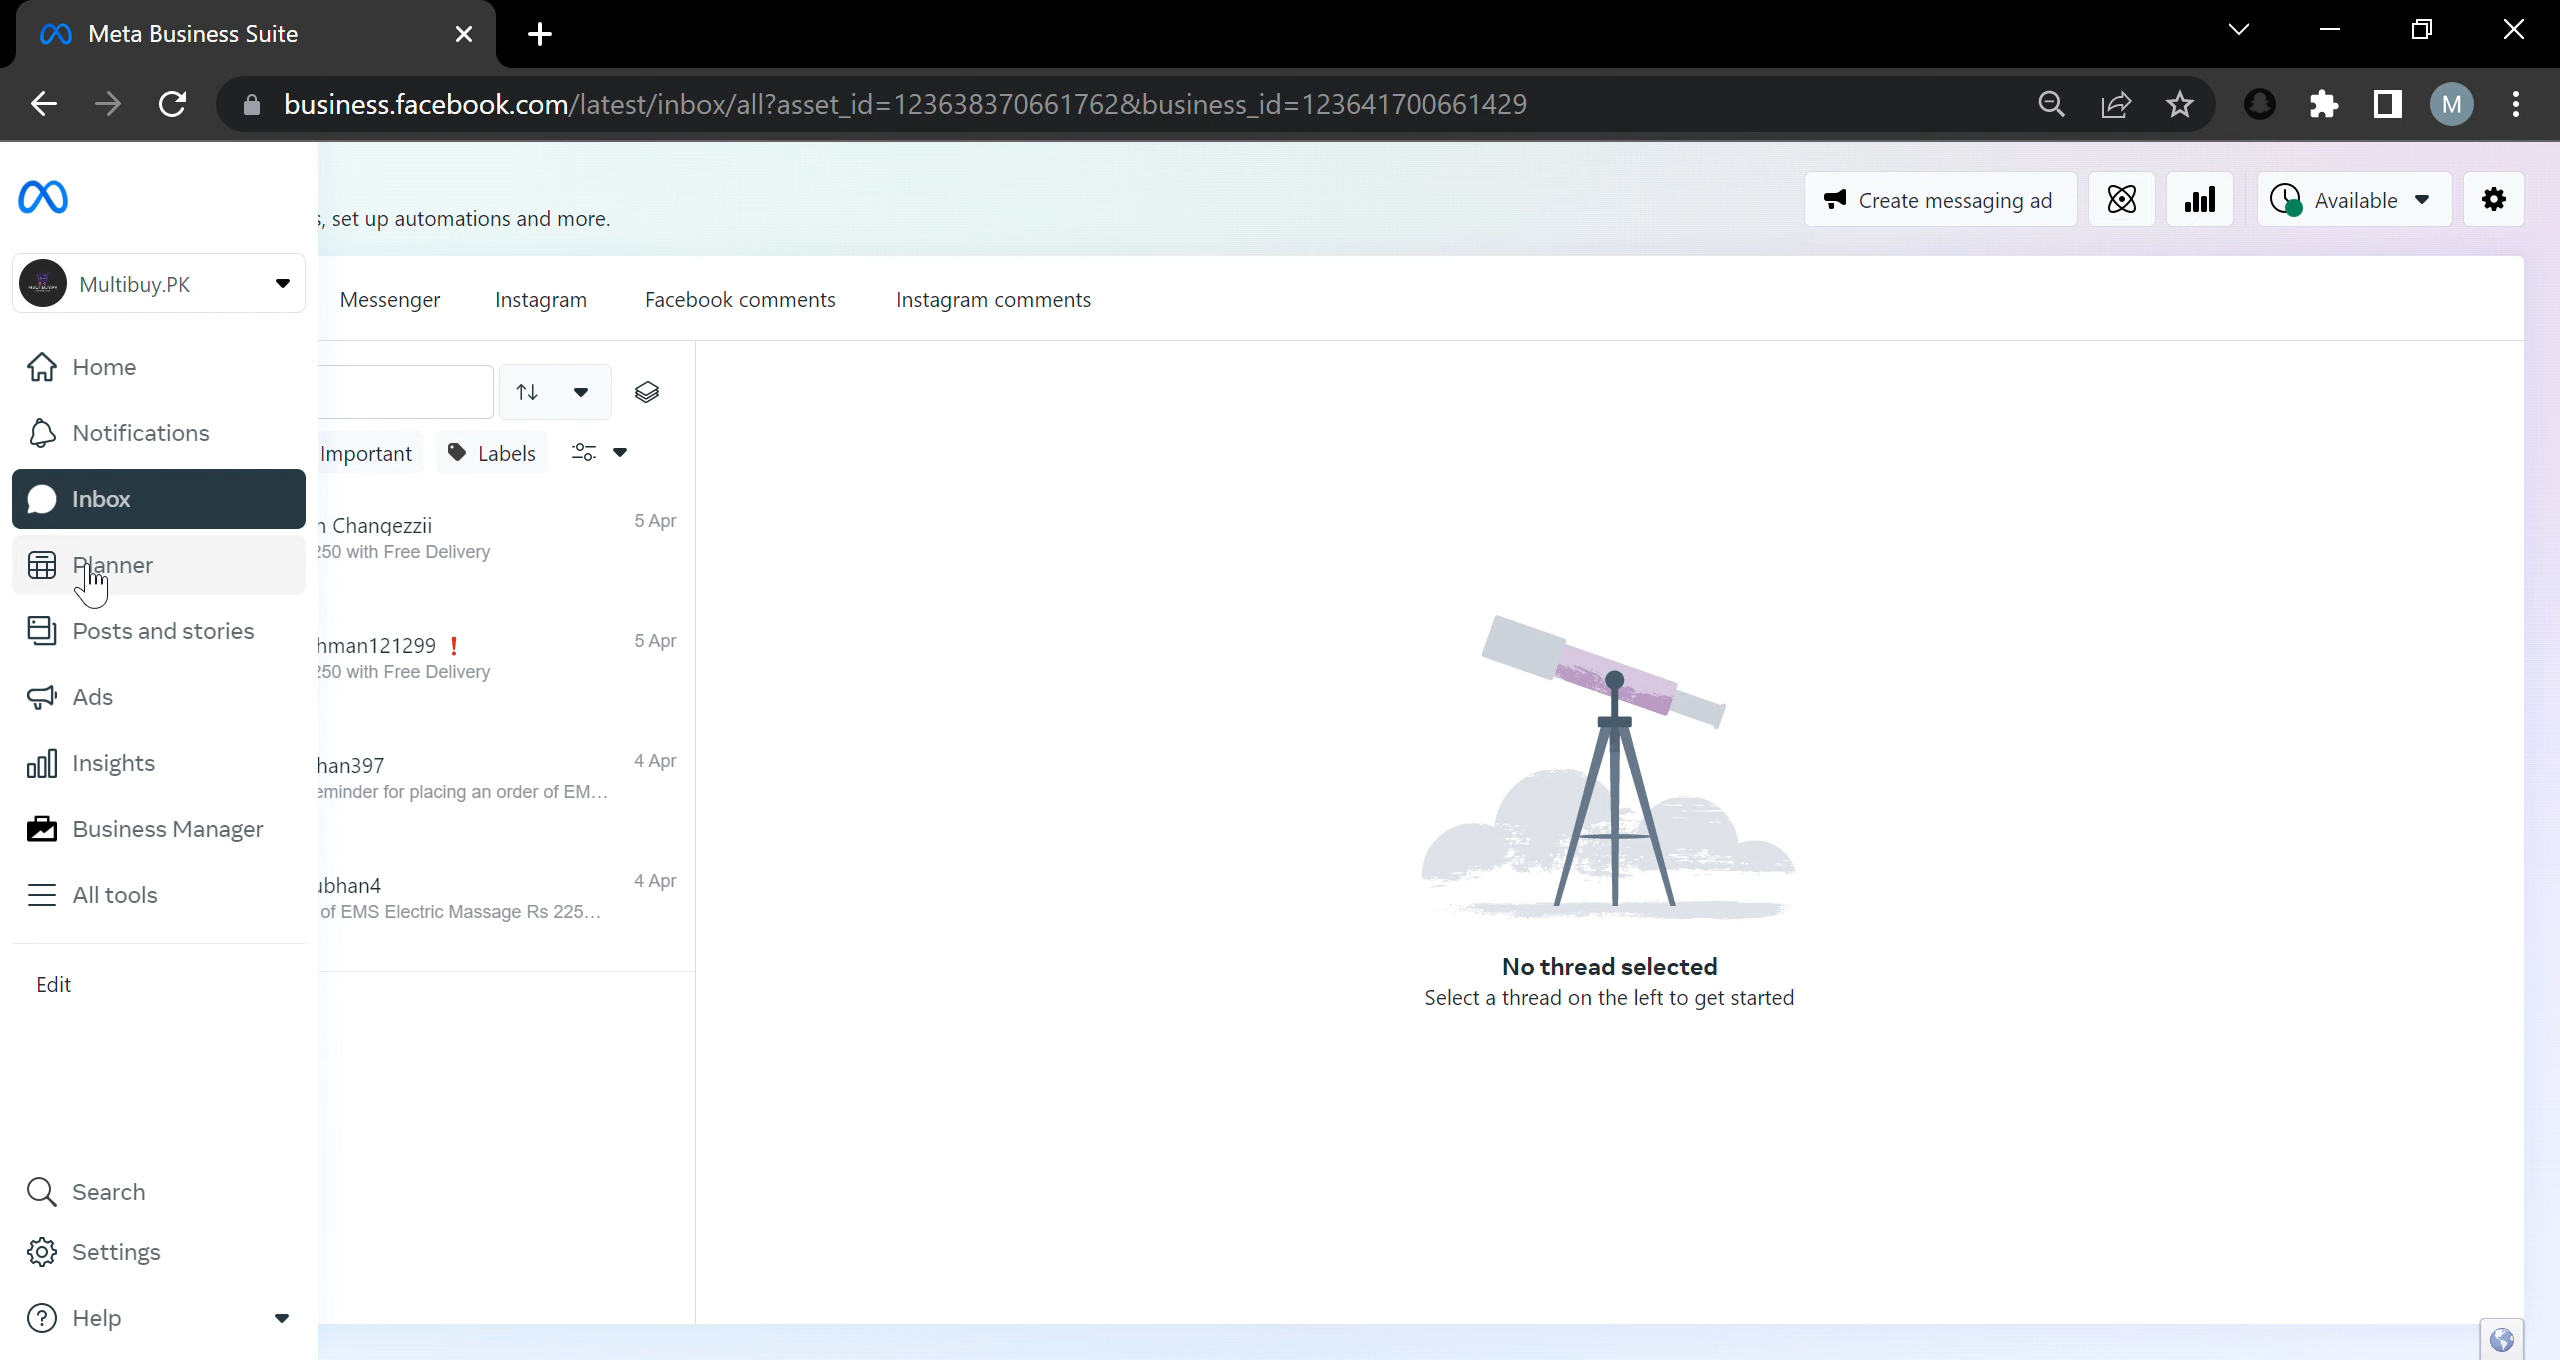 Meta Business Suite
business.facebook.com/latest/inbox/all?asset_id=123638370661762&business_id=123641700661429
M
s, set up automations and more.
Create messaging ad
Available
Multibuy.PK
Messenger
Instagram
Facebook comments
Instagram comments
Home
Notifications
Inbox
Planner
Posts and stories
Ads
Insights
Business Manager
All tools
Edit
Search
Settings
Help
Important
Labels
Changezzii
5 Apr
250 with Free Delivery
hman121299
5 Apr
250 with Free Delivery
han397
4 Apr
eminder for placing an order of EM...
ubhan4
4 Apr
of EMS Electric Massage Rs 225...
No thread selected
Select a thread on the left to get started